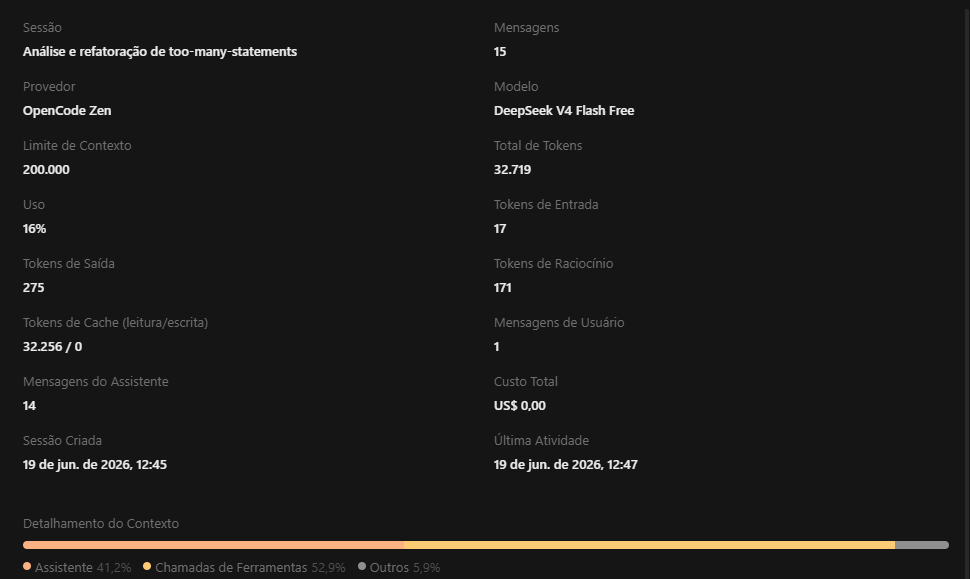 Sessão
Mensagens
Análise e refatoração de too-many-statements
15
Provedor
Modelo
OpenCode Zen
DeepSeek V4 Flash Free
Limite de Contexto
Total de Tokens
200.000
32.719
Uso
Tokens de Entrada
16%
17
Tokens de Saída
Tokens de Raciocínio
275
171
Tokens de Cache (leitura/escrita)
Mensagens de Usuário
32.256 / 0
1
Mensagens do Assistente
Custo Total
14
US$ 0,00
Sessão Criada
Última Atividade
19 de jun. de 2026, 12:45
19 de jun. de 2026, 12:47
Detalhamento do Contexto
Assistente 41,2% Chamadas de Ferramentas 52,9% Outros 5,9%